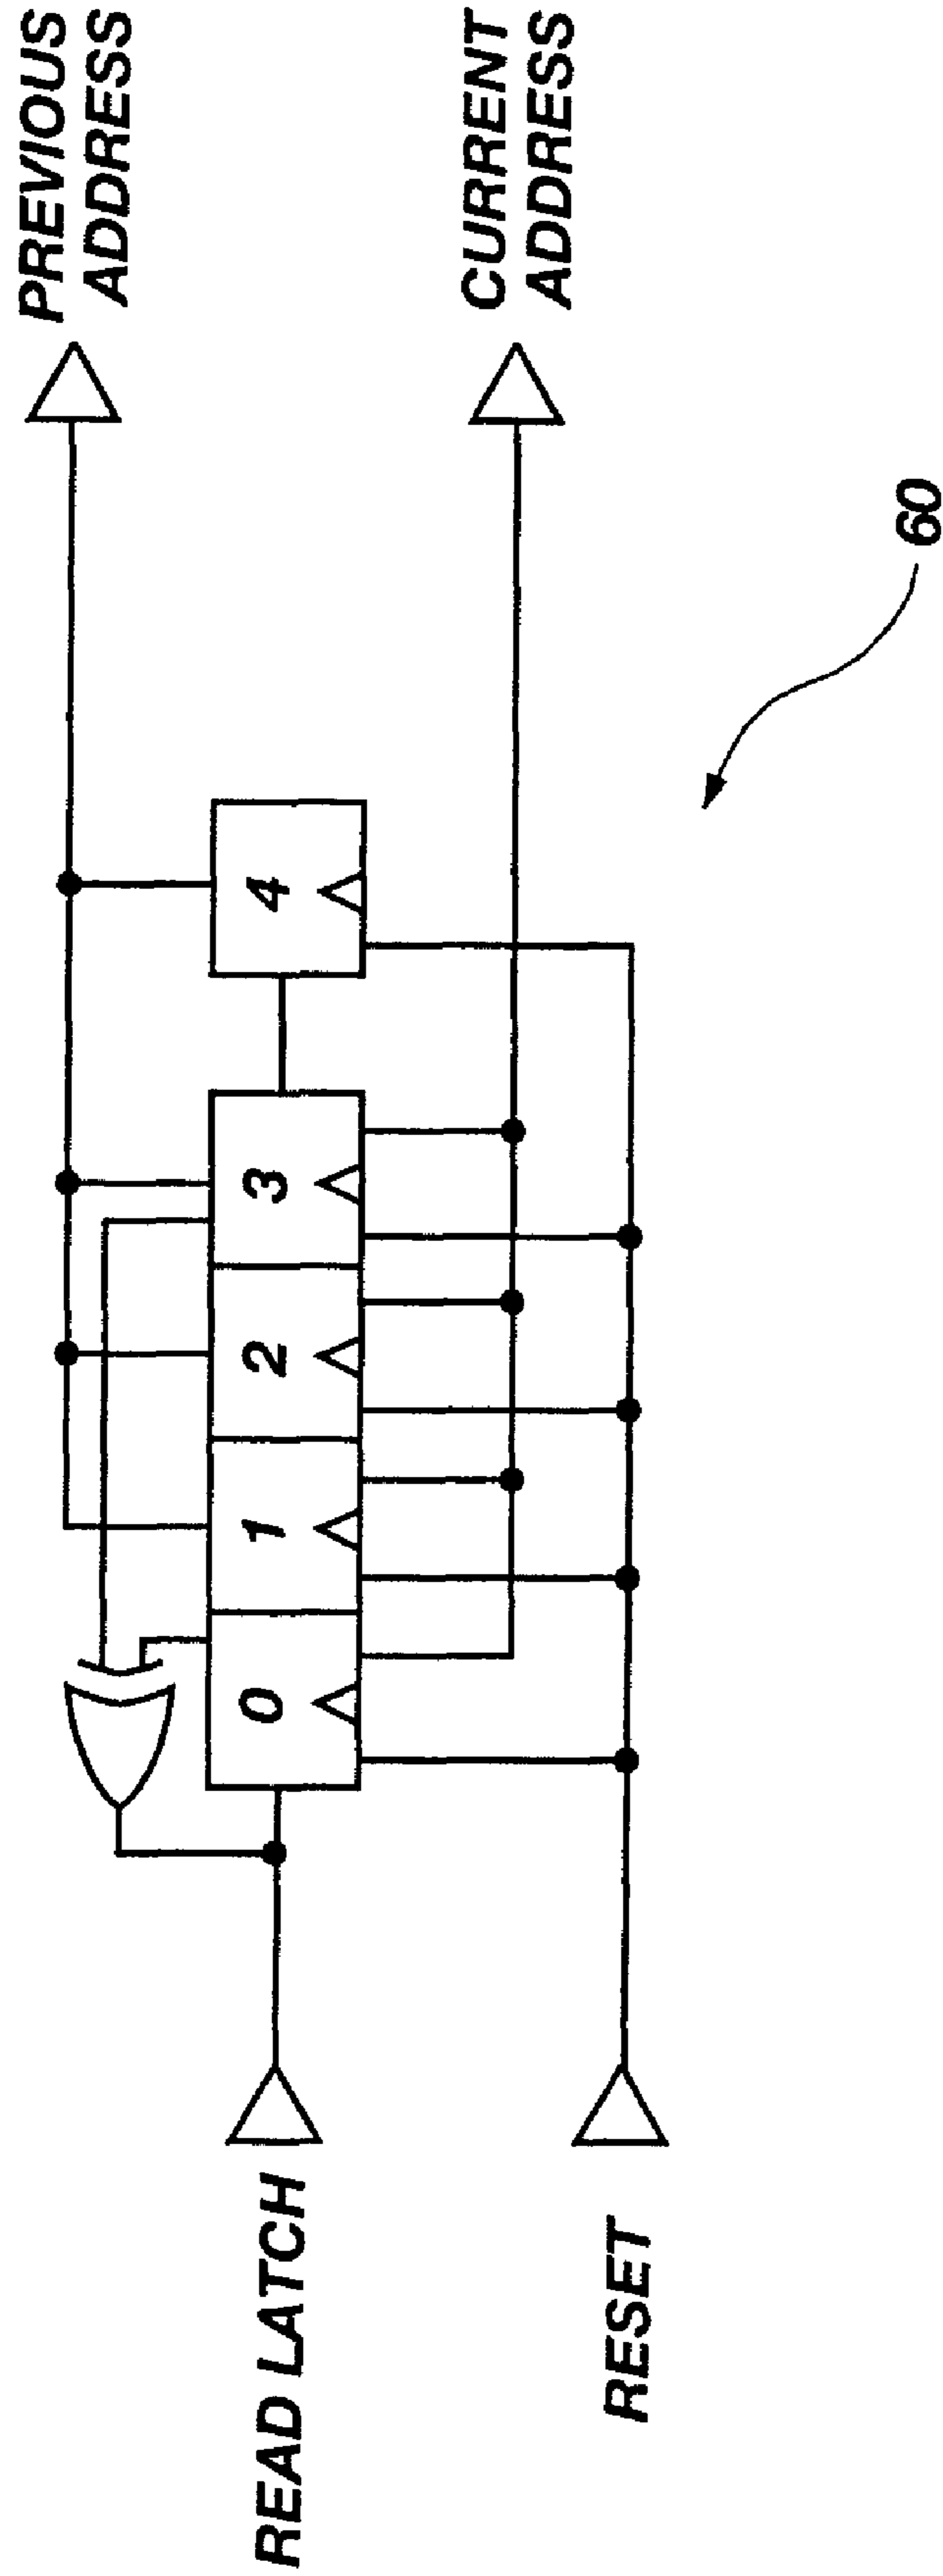 PREVIOUS
ADDRESS
CURRENT
ADDRESS
60
4
3
2
1
0
READ LATCH
RESET